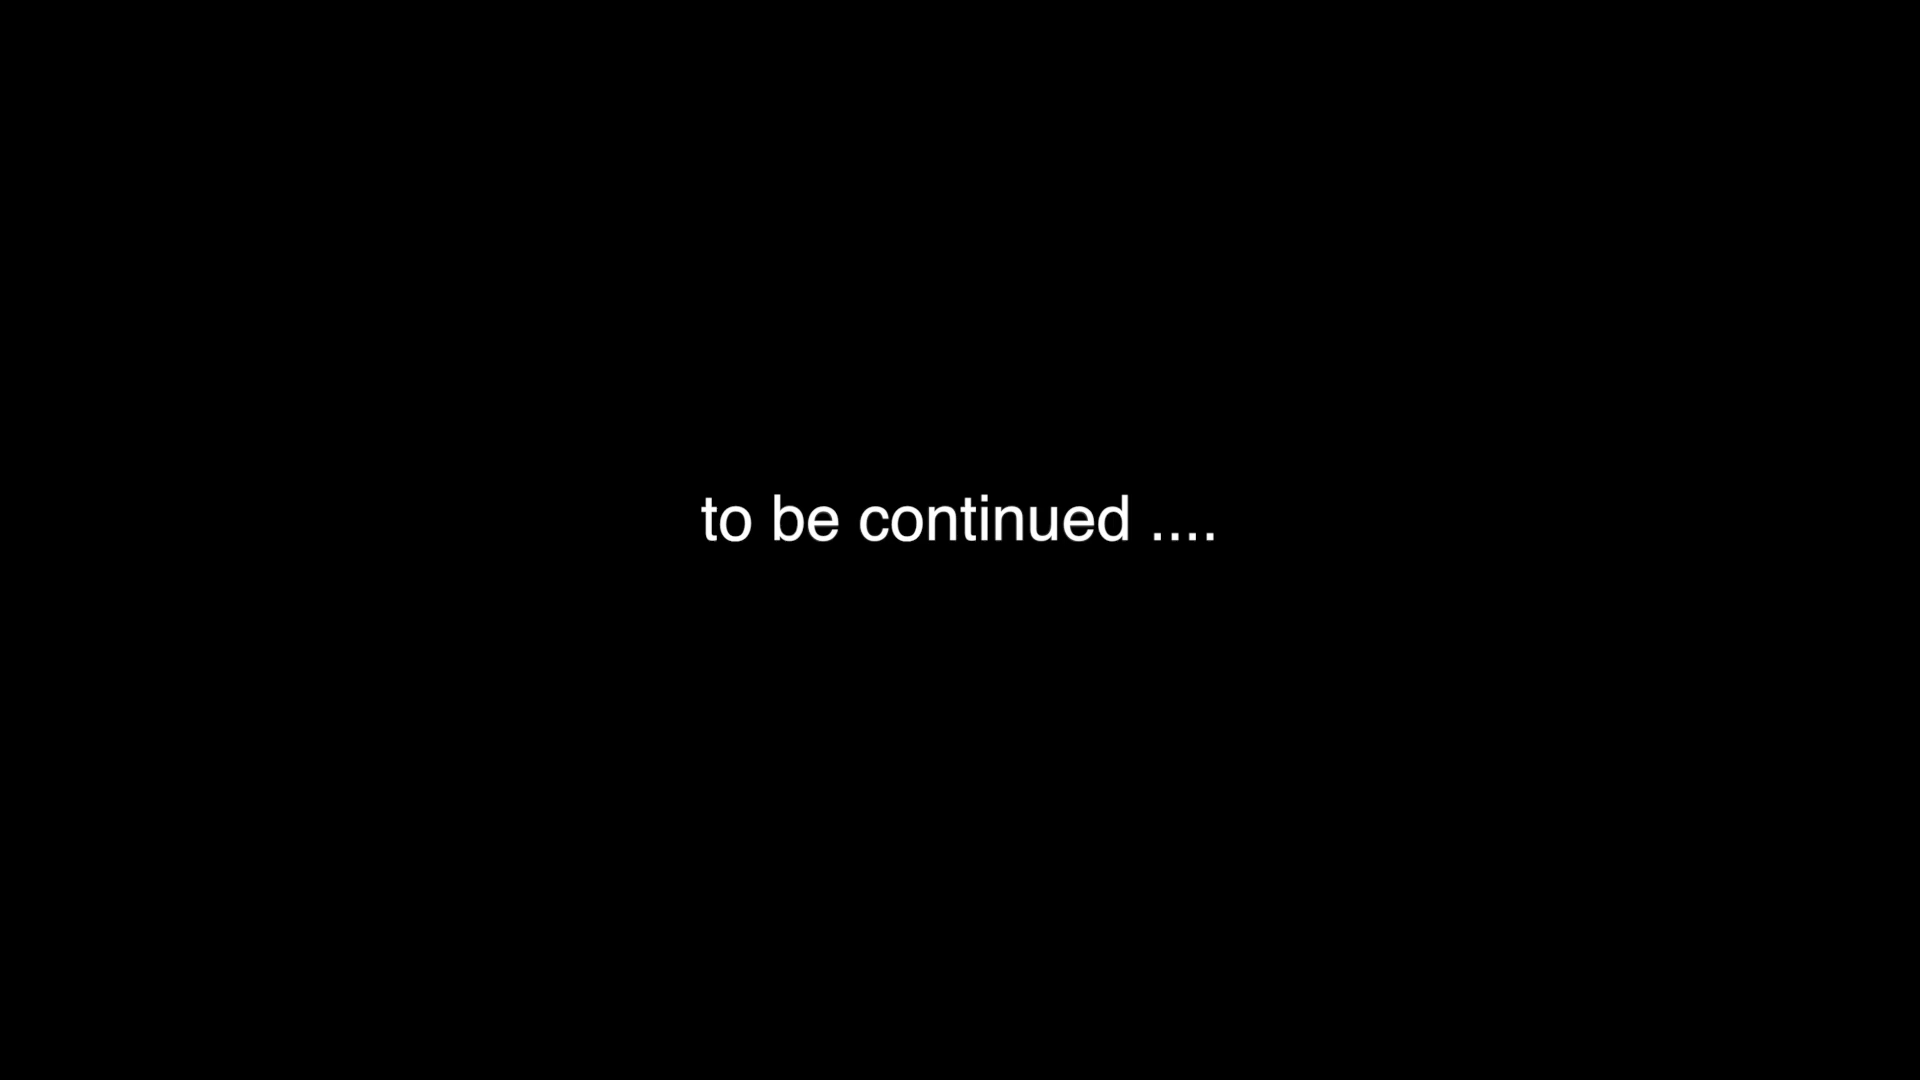 to be continued ....